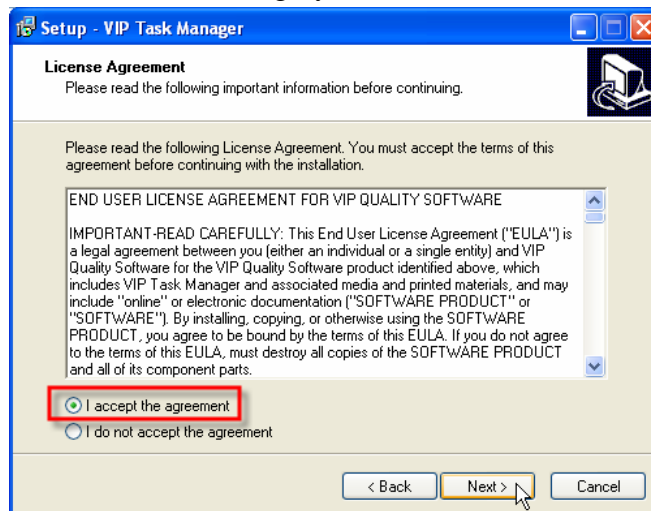 Setup - VIP Task Manager
License Agreement
Please read the following important information before continuing.
Please read the following License Agreement. You must accept the terms of this
agreement before continuing with the installation.
END USER LICENSE AGREEMENT FOR VIP QUALITY SOFTWARE
IMPORTANT-READ CAREFULLY: This End User License Agreement ("EULA") is
a legal agreement between you (either an individual or a single entity) and VIP
Quality Software for the VIP Quality Software product identified above, which
includes VIP Task Manager and associated media and printed materials, and may
include "online" or electronic documentation ("SOFTWARE PRODUCT" or
"SOFTWARE"). By installing, copying, or otherwise using the SOFTWARE
PRODUCT, you agree to be bound by the terms of this EULA. If you do not agree
to the terms of this EULA, must destroy all copies of the SOFTWARE PRODUCT
and all of its component parts.
I accept the agreement
I do not accept the agreement
< Back Next > Cancel